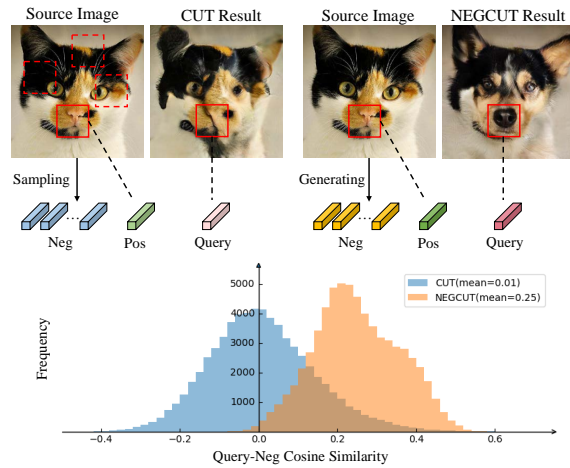 Source Image
CUT Result
Source Image
NEGCUT Result
Sampling
Generating
...
...
Neg
Pos
Query
Neg
Pos
Query
5000
4000
3000
2000
1000
Frequency
CUT(mean=0.01)
NEGCUT(mean=0.25)
−0.4
−0.2
0.0
0.2
0.4
0.6
Query-Neg Cosine Similarity